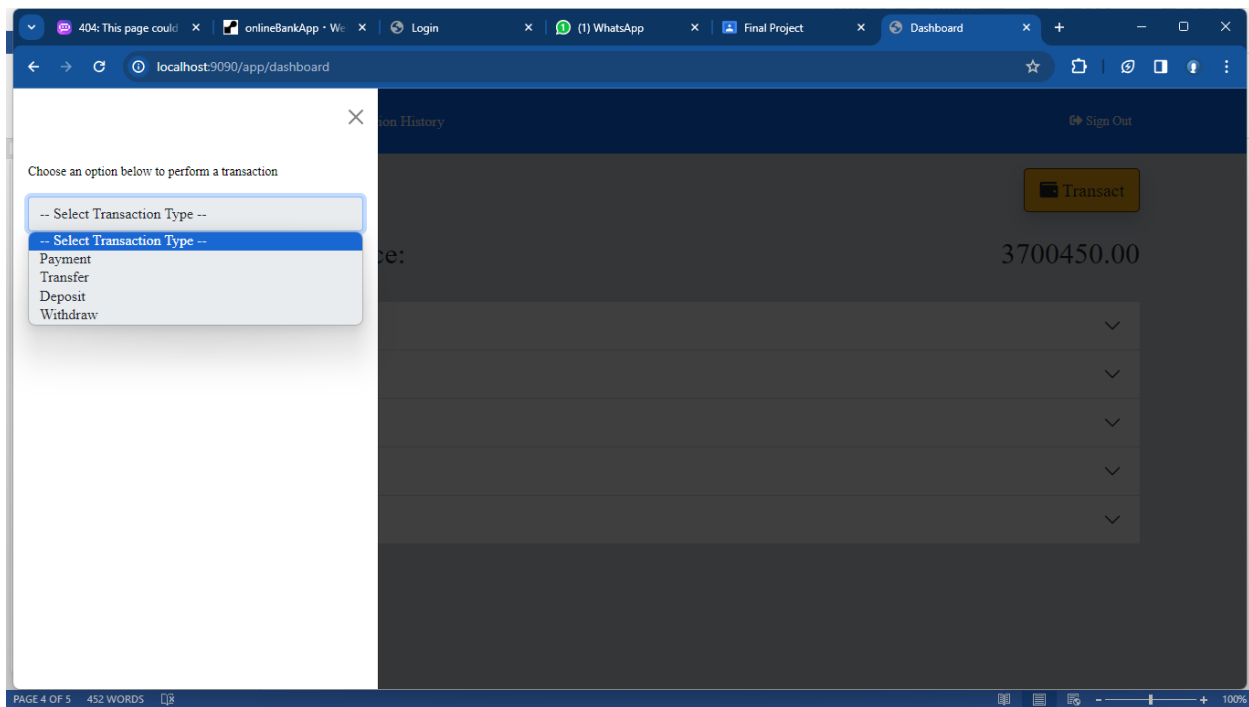 404: This page could
onlineBankApp • We
Login
(1) WhatsApp
Final Project
Dashboard
localhost:9090/app/dashboard
ion History
Sign Out
Choose an option below to perform a transaction
Transact
-- Select Transaction Type --
-- Select Transaction Type --
Payment
Transfer
Deposit
Withdraw
ce:
3700450.00
PAGE 4 OF 5 452 WORDS
100%